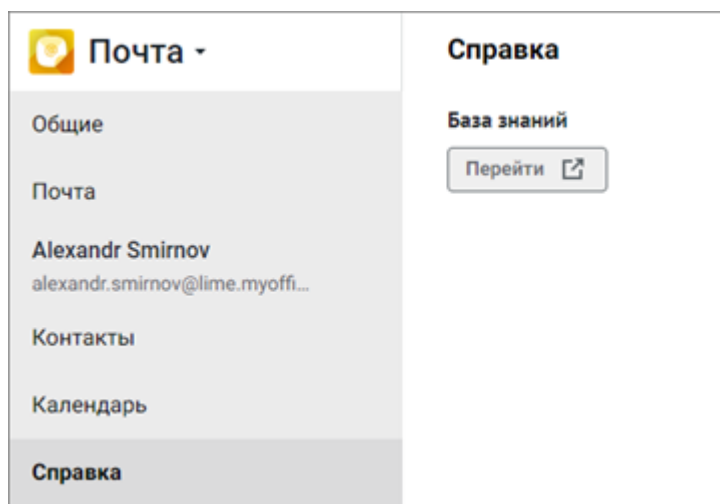 Почта
Общие
Почта
Alexandr Smirnov
alexandr.smirnov@lime.myoffi...
Контакты
Календарь
Справка
Справка
База знаний
Перейти